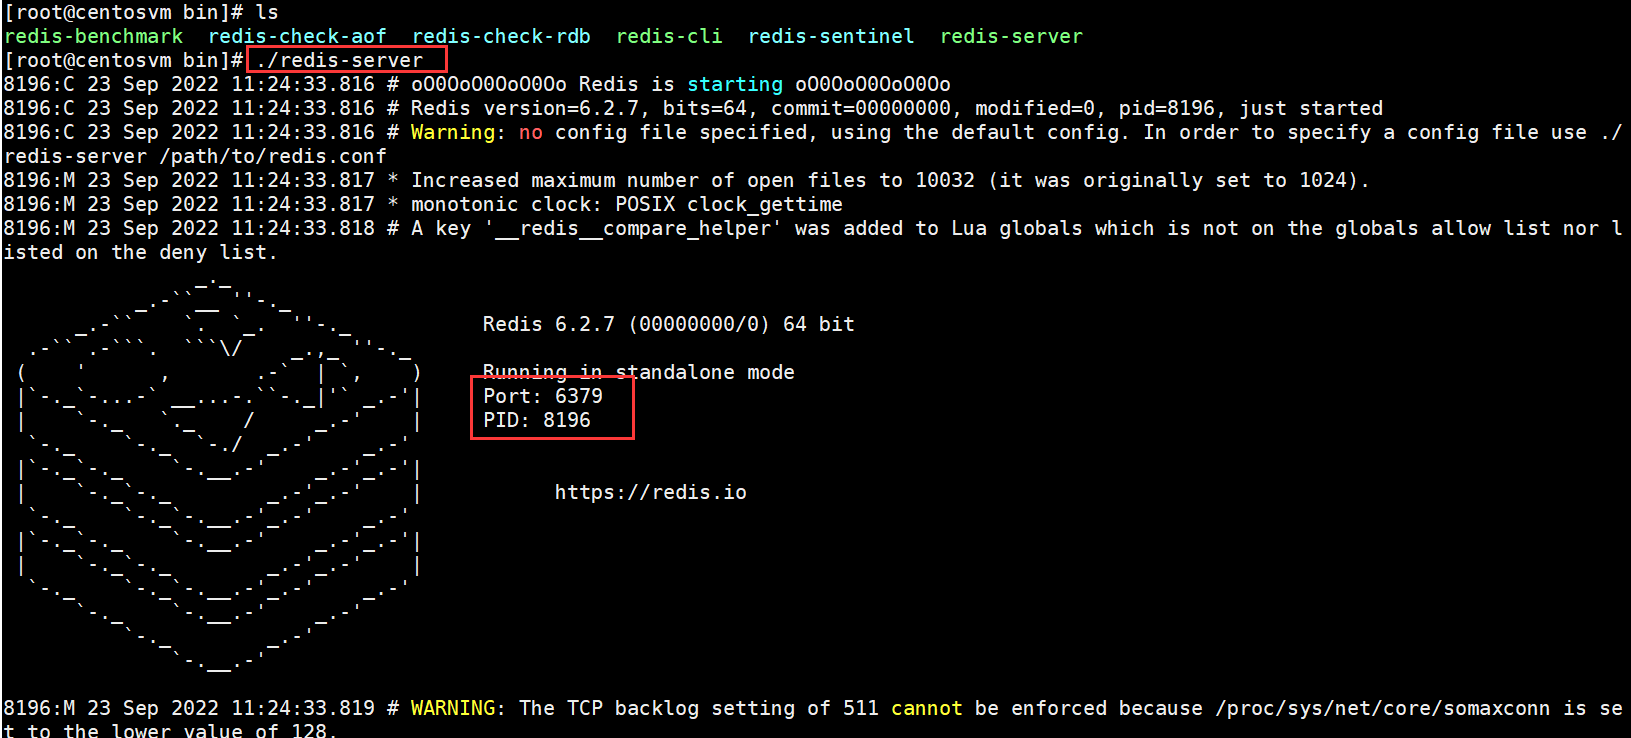 [root@centosvm bin]# ls
redis-benchmark  redis-check-aof  redis-check-rdb  redis-cli  redis-sentinel  redis-server
[root@centosvm bin]# ./redis-server
8196:C 23 Sep 2022 11:24:33.816 # oO0OoO0OoO0Oo Redis is starting oO0OoO0OoO0Oo
8196:C 23 Sep 2022 11:24:33.816 # Redis version=6.2.7, bits=64, commit=00000000, modified=0, pid=8196, just started
8196:C 23 Sep 2022 11:24:33.816 # Warning: no config file specified, using the default config. In order to specify a config file use ./
redis-server /path/to/redis.conf
8196:M 23 Sep 2022 11:24:33.817 * Increased maximum number of open files to 10032 (it was originally set to 1024).
8196:M 23 Sep 2022 11:24:33.817 * monotonic clock: POSIX clock_gettime
8196:M 23 Sep 2022 11:24:33.818 # A key '__redis__compare_helper' was added to Lua globals which is not on the globals allow list nor l
isted on the deny list.
Redis 6.2.7 (00000000/0) 64 bit
Running in standalone mode
Port: 6379
PID: 8196
https://redis.io
8196:M 23 Sep 2022 11:24:33.819 # WARNING: The TCP backlog setting of 511 cannot be enforced because /proc/sys/net/core/somaxconn is se
t to the lower value of 128.